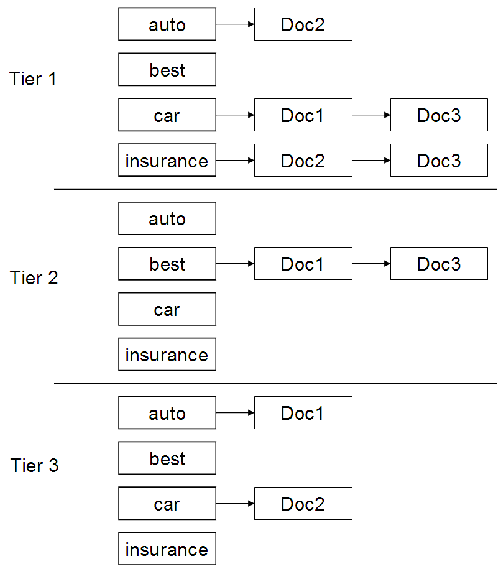 auto Doc2
Tier 1
best
car Doc1 Doc3
insurance Doc2 Doc3
auto
Tier 2
best Doc1 Doc3
car
insurance
auto Doc1
Tier 3
best
car Doc2
insurance